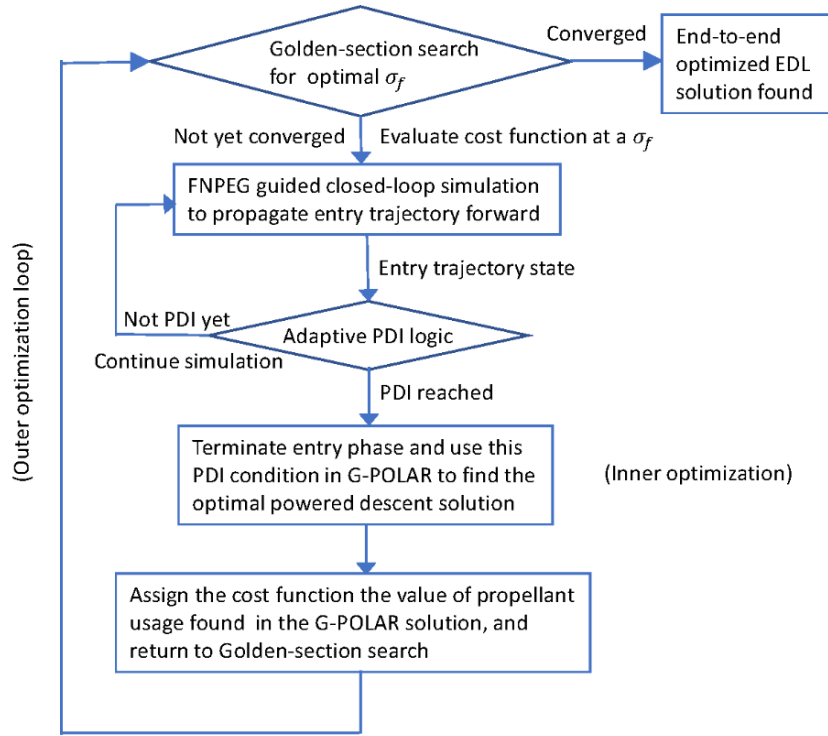 Golden-section search
for optimal σ_f
Converged
End-to-end
optimized EDL
solution found
Not yet converged
Evaluate cost function at a σ_f
FNPEG guided closed-loop simulation
to propagate entry trajectory forward
Entry trajectory state
Not PDI yet
Adaptive PDI logic
Continue simulation
PDI reached
Terminate entry phase and use this
PDI condition in G-POLAR to find the
optimal powered descent solution
(Inner optimization)
(Outer optimization loop)
Assign the cost function the value of propellant
usage found in the G-POLAR solution, and
return to Golden-section search